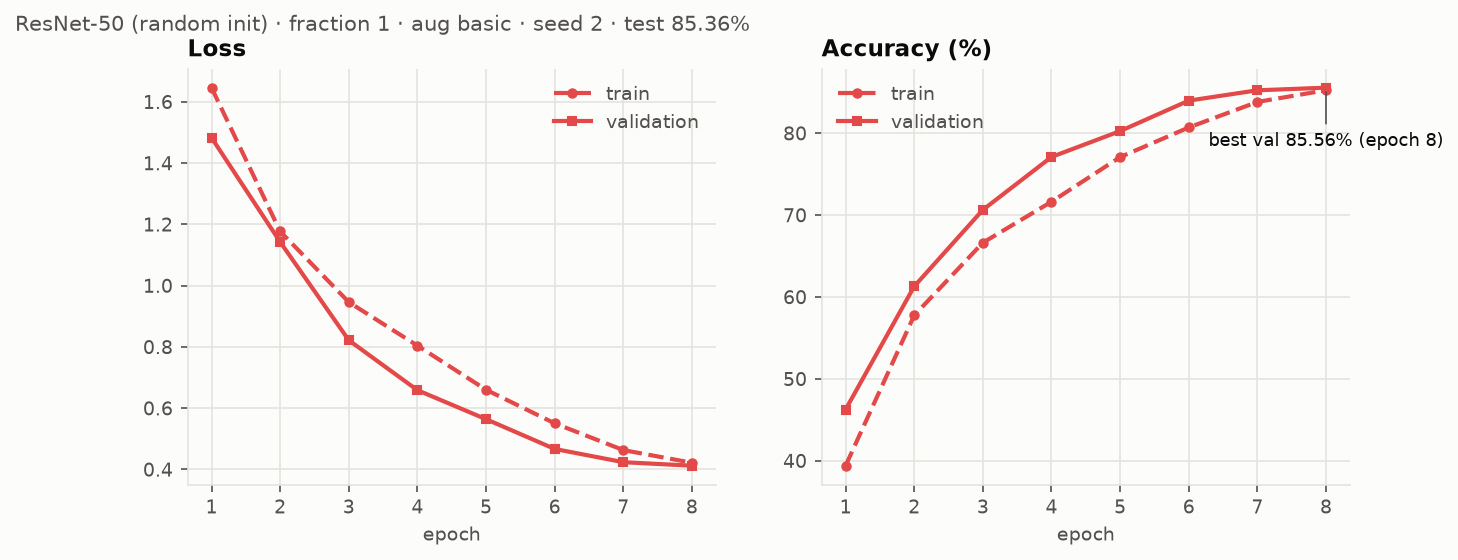 ResNet-50 (random init) · fraction 1 · aug basic · seed 2 · test 85.36%
Loss
1.6
1.4
1.2
1.0
0.8
0.6
0.4
train
validation
1 2 3 4 5 6 7 8
epoch
Accuracy (%)
80
70
60
50
40
train
validation
best val 85.56% (epoch 8)
1 2 3 4 5 6 7 8
epoch